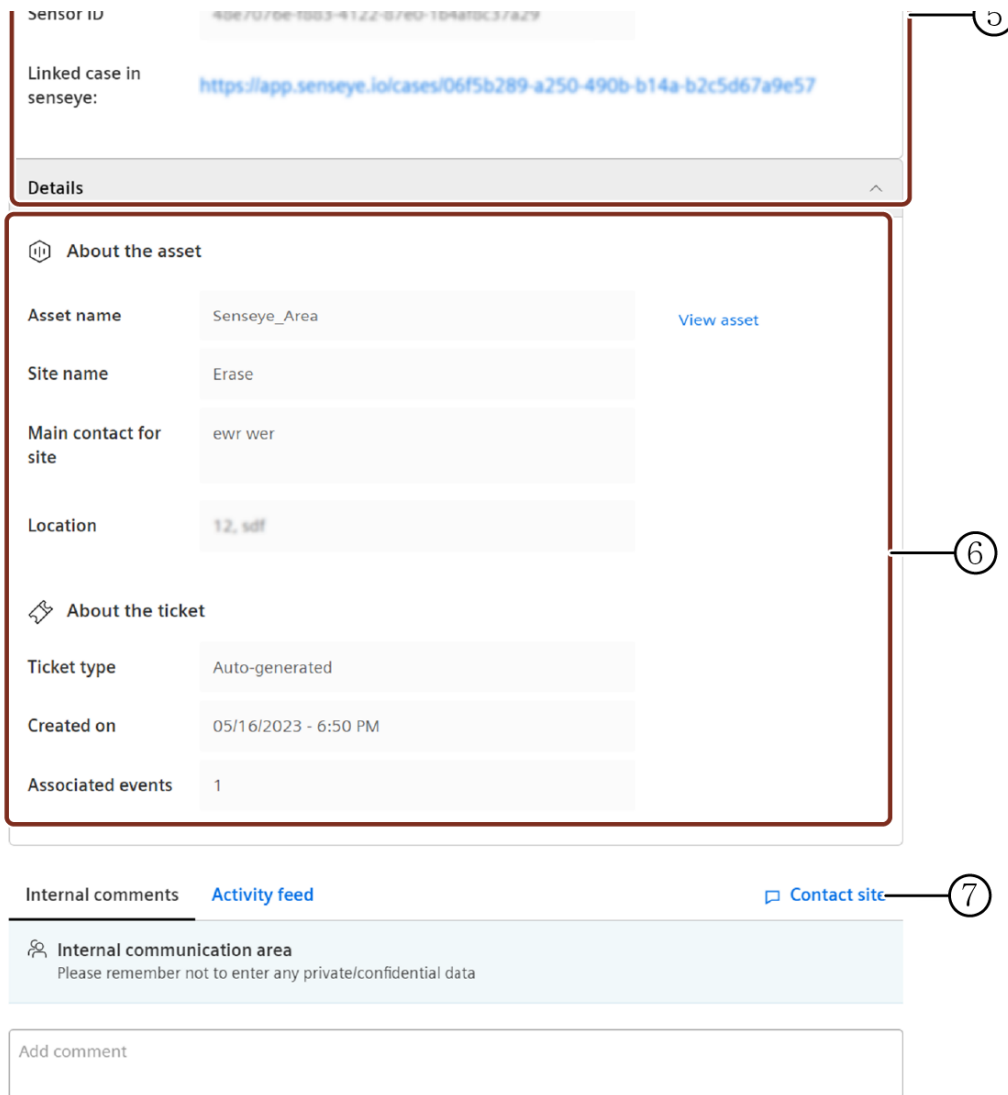 Sensor ID
5
Linked case in
senseye:
https://app.senseye.io/cases/06f5b289-a250-490b-b14a-b2c5d67a9e57
Details
About the asset
Asset name
Senseye_Area
View asset
Site name
Erase
Main contact for
site
ewr wer
Location
12, sdf
6
About the ticket
Ticket type
Auto-generated
Created on
05/16/2023 - 6:50 PM
Associated events
1
Internal comments
Activity feed
Contact site
7
Internal communication area
Please remember not to enter any private/confidential data
Add comment